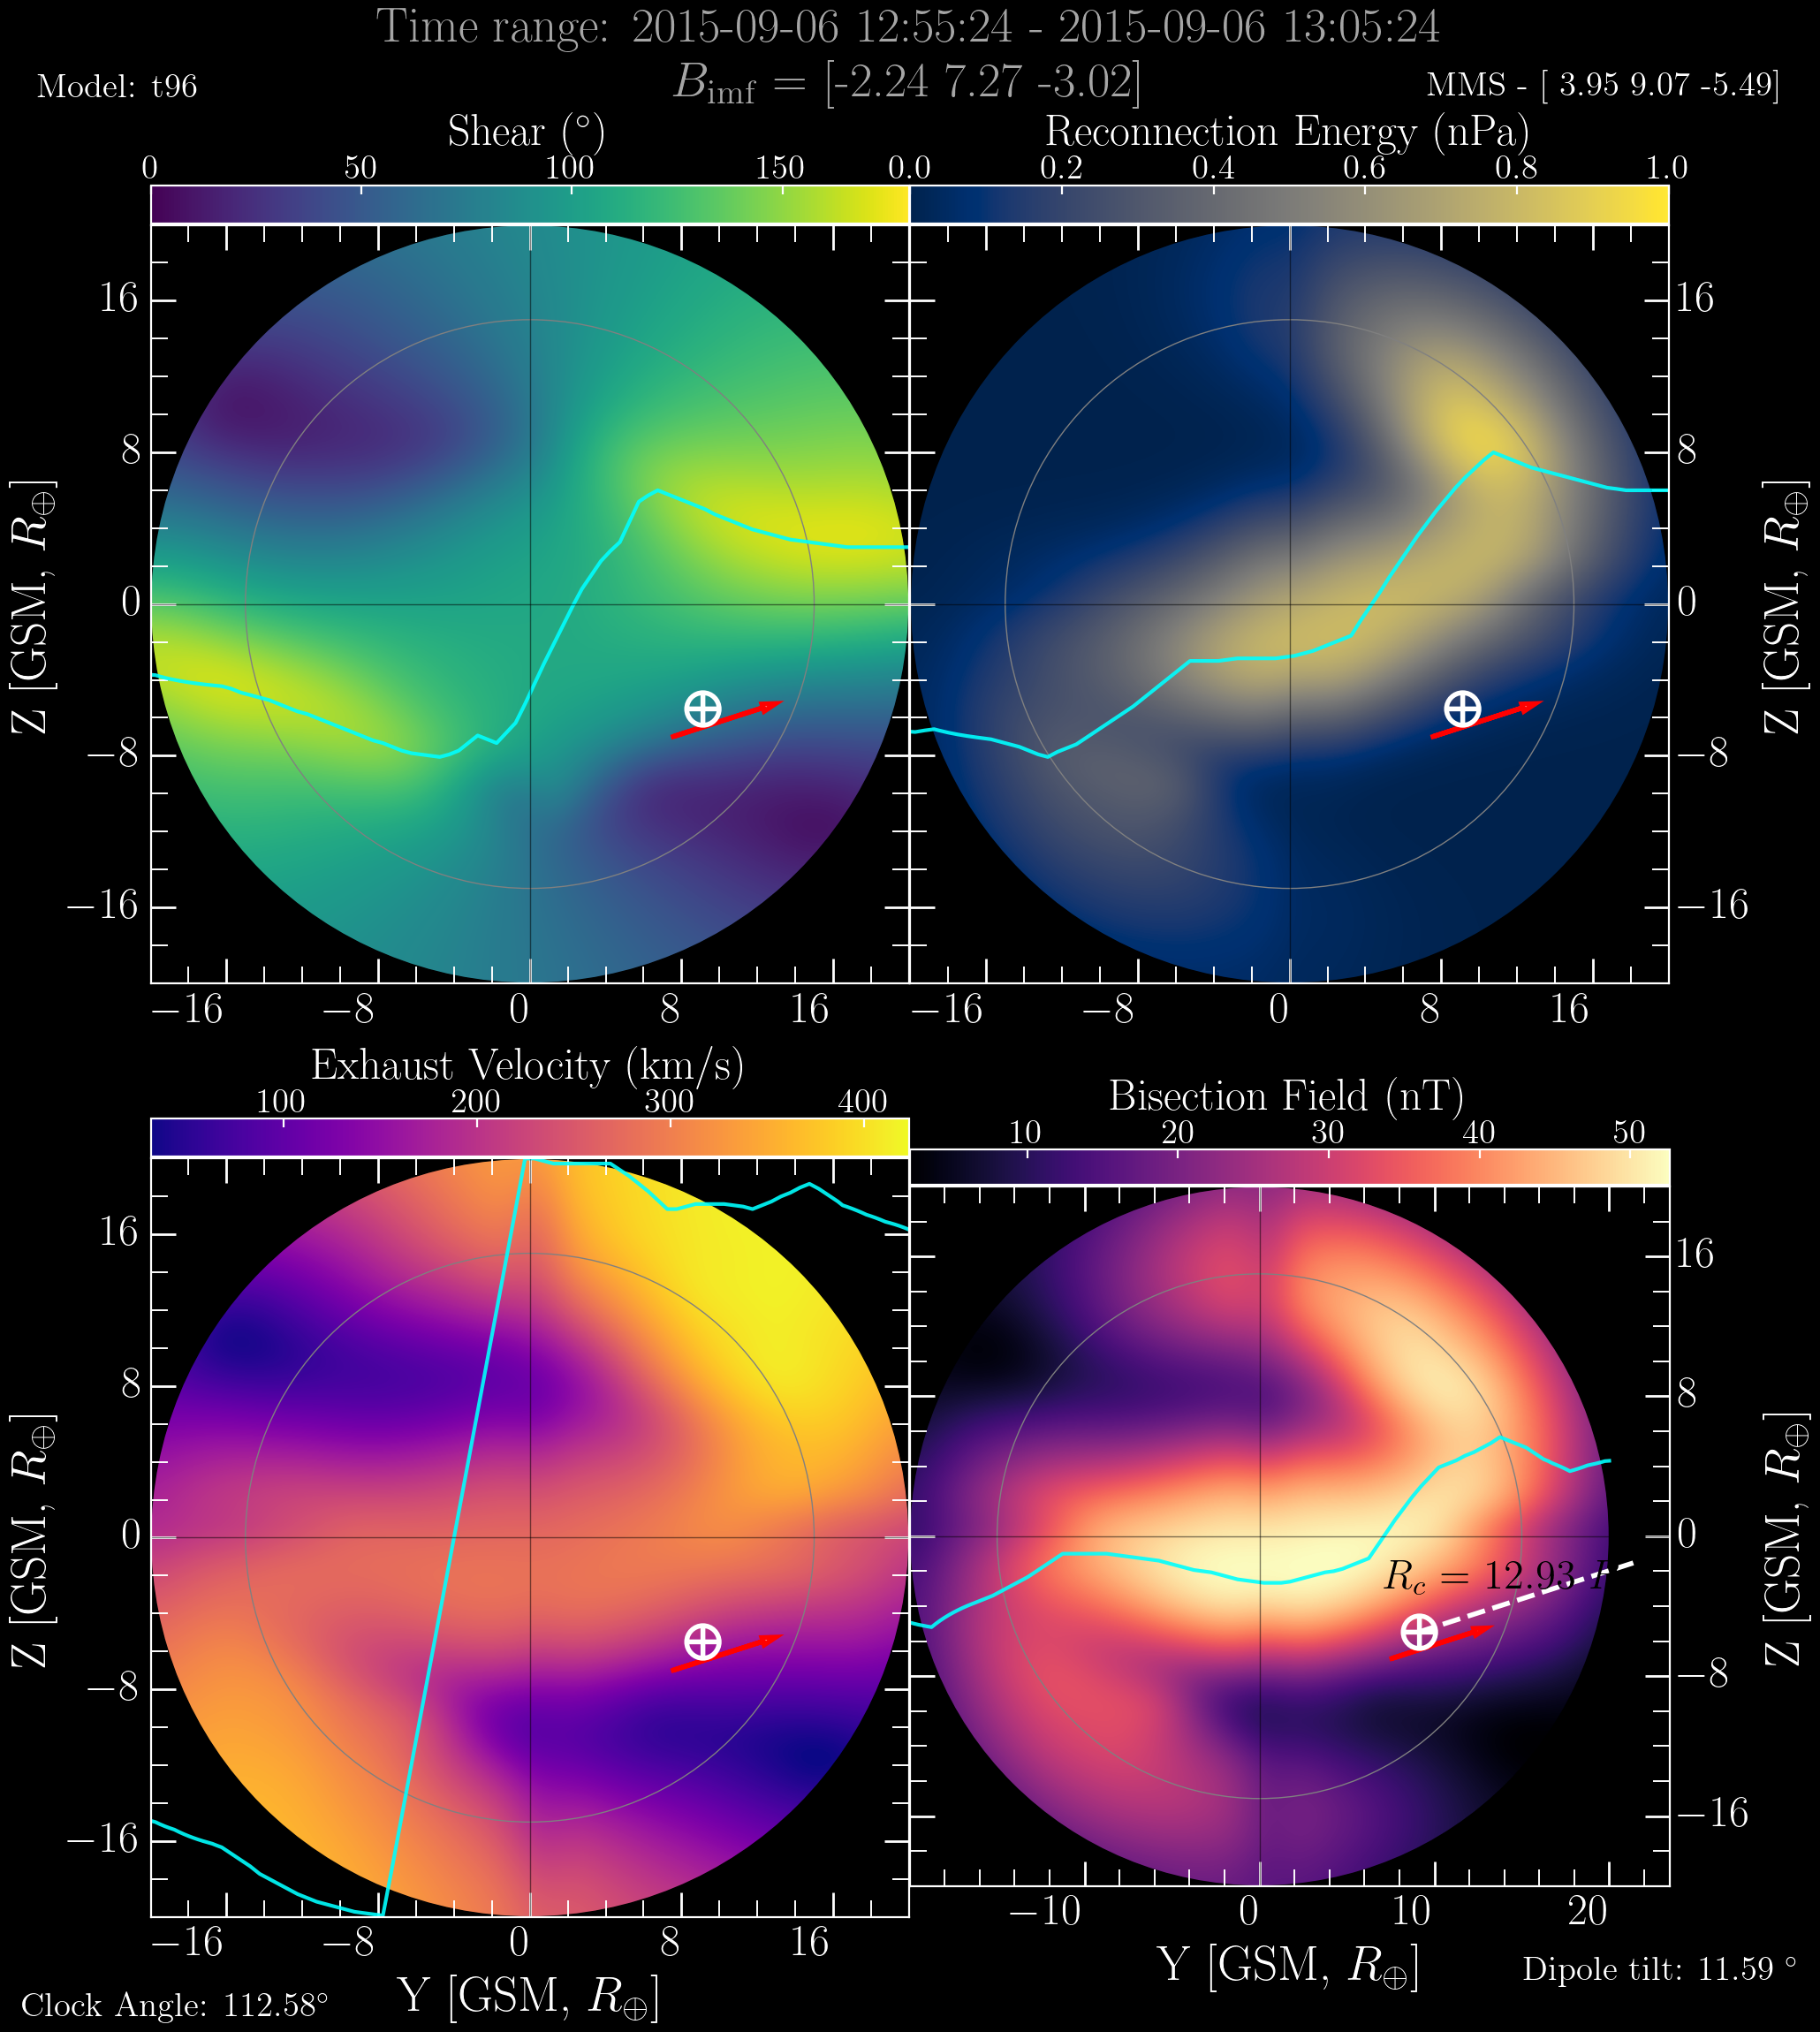 Time range: 2015-09-06 12:55:24 - 2015-09-06 13:05:24
Model: t96
B_imf = [-2.24 7.27 -3.02]
MMS - [ 3.95 9.07 -5.49]
Shear (°)
Reconnection Energy (nPa)
0 50 100 150
0.0 0.2 0.4 0.6 0.8 1.0
Z [GSM, R⊕]
16
8
0
−8
−16
16
8
0
−8
−16
Z [GSM, R⊕]
−16 −8 0 8 16
−16 −8 0 8 16
Exhaust Velocity (km/s)
Bisection Field (nT)
100 200 300 400
10 20 30 40 50
Z [GSM, R⊕]
16
8
0
−8
−16
R_c = 12.93
16
8
0
−8
−16
Z [GSM, R⊕]
−16 −8 0 8 16
−10 0 10 20
Y [GSM, R⊕]
Y [GSM, R⊕]
Dipole tilt: 11.59 °
Clock Angle: 112.58°